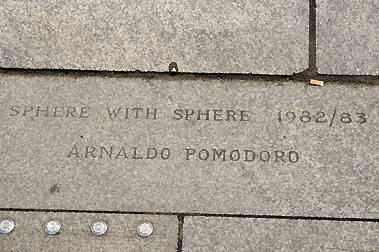 SPHERE WITH SPHERE 1982/83
ARNALDO POMODORO